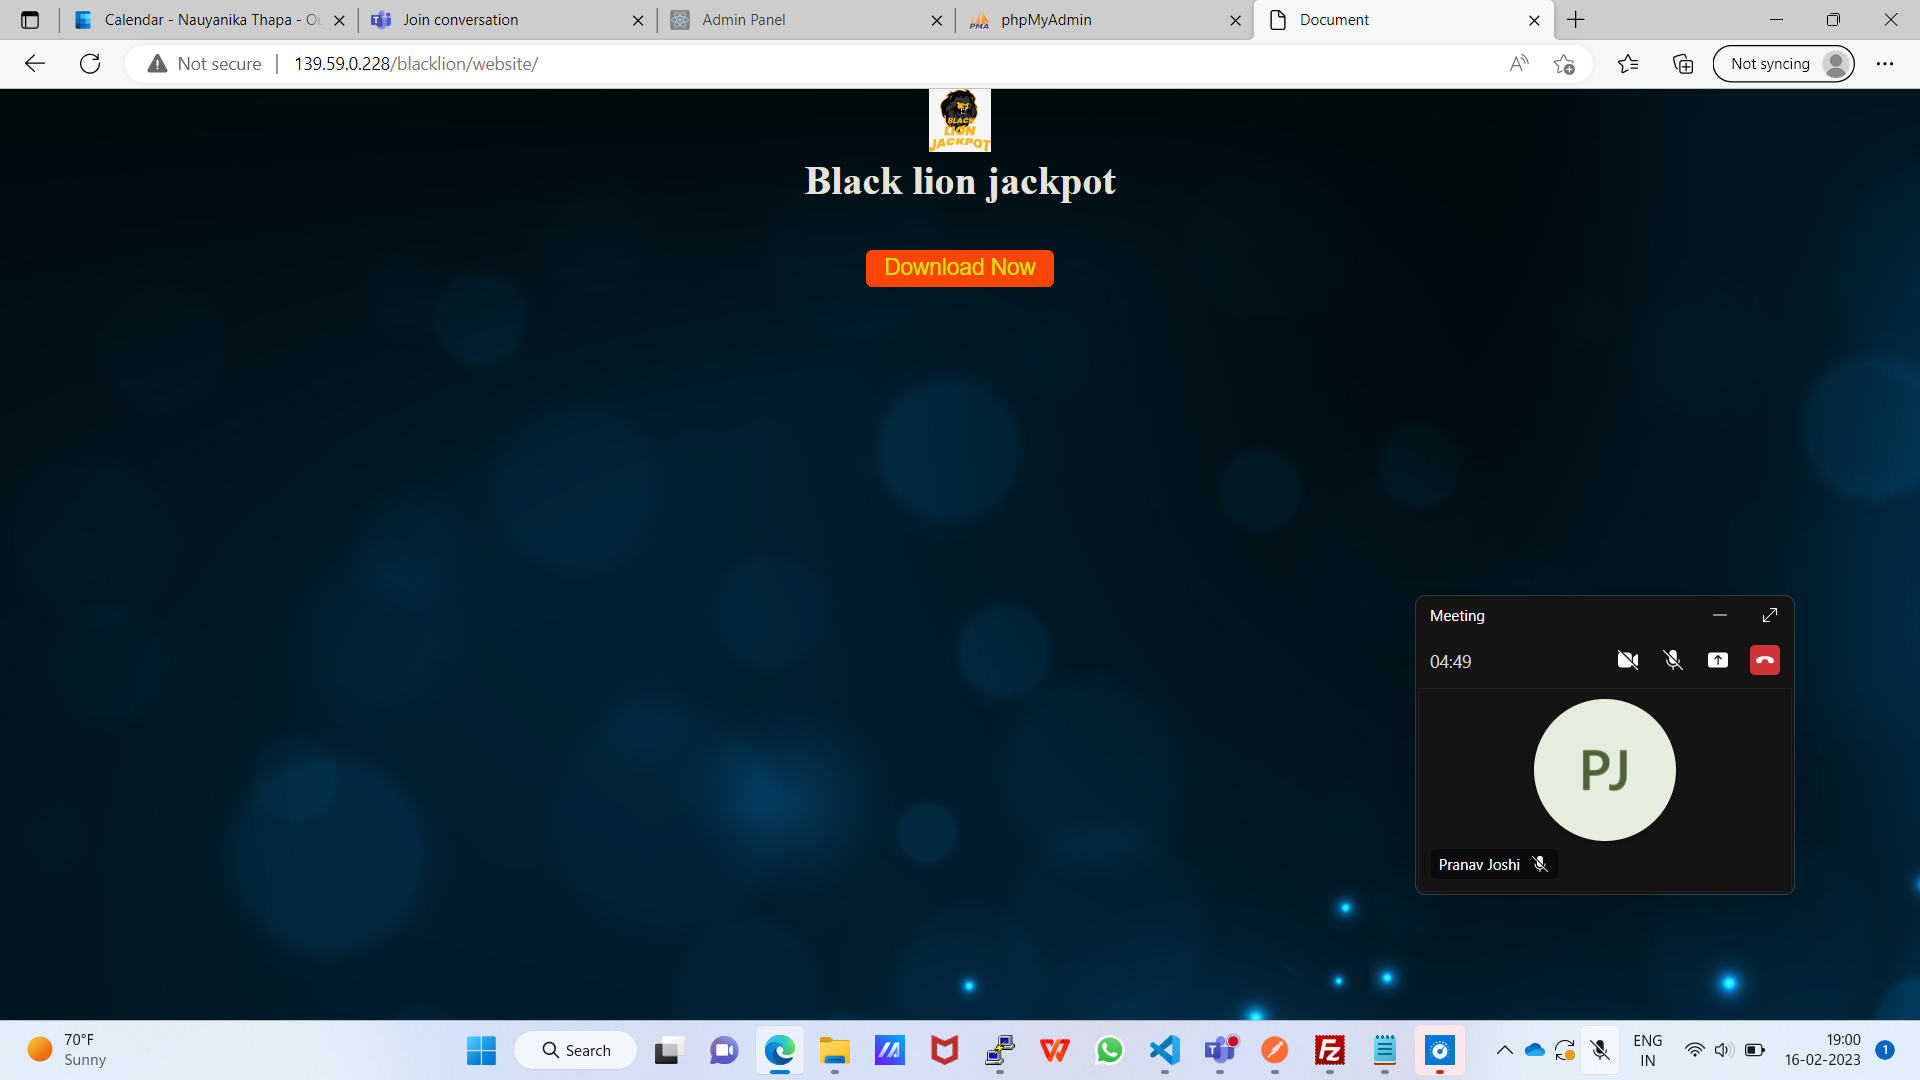 Calendar - Nauyanika Thapa - Ou
Join conversation
Admin Panel
PMA
phpMyAdmin
Document
Not secure
139.59.0.228/blacklion/website/
Not syncing
BLACK
LION
JACKPOT
Black lion jackpot
Download Now
Meeting
04:49
PJ
Pranav Joshi
70°F
Sunny
Search
ENG
IN
19:00
16-02-2023
1